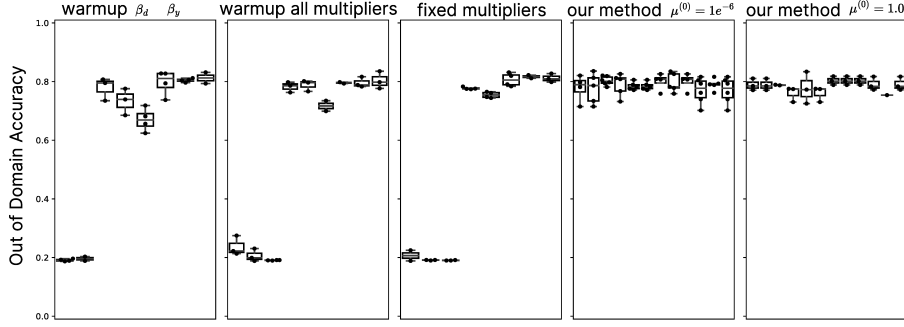 warmup β_d β_y
warmup all multipliers
fixed multipliers
our method μ^{(0)} = 1e^{-6}
our method μ^{(0)} = 1.0
Out of Domain Accuracy
1.0
0.8
0.6
0.4
0.2
0.0